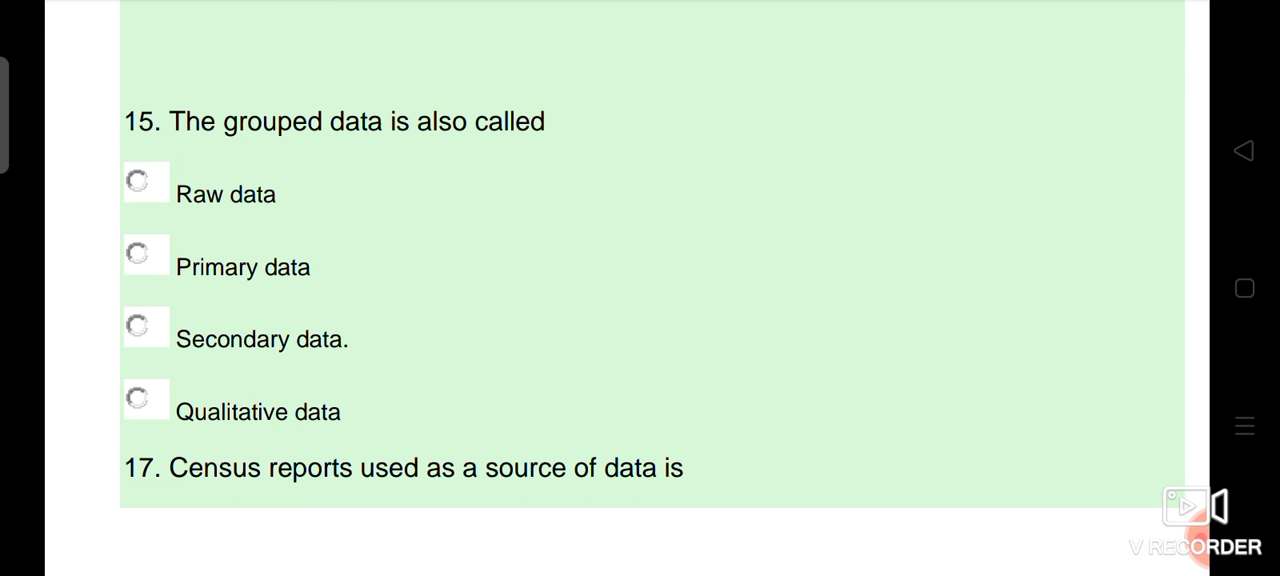 15. The grouped data is also called
Raw data
Primary data
Secondary data.
Qualitative data
17. Census reports used as a source of data is
V RECORDER